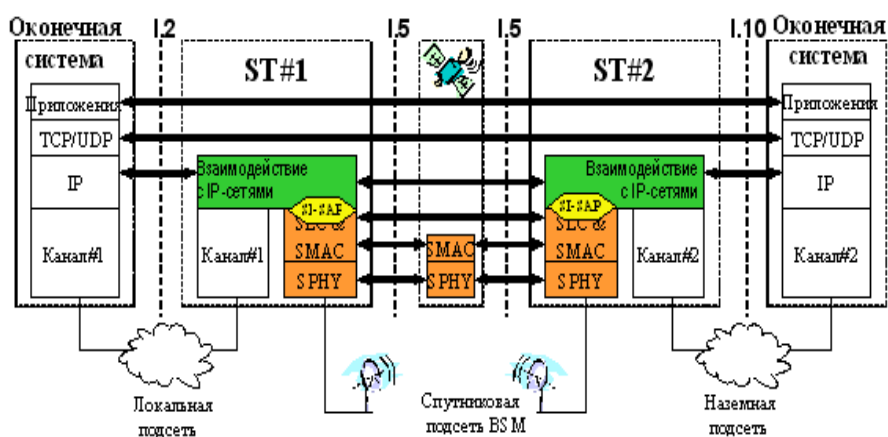 Оконечная
система
I.2
ST#1
I.5
I.5
ST#2
I.10
Оконечная
система
Приложения
TCP/UDP
IP
Канал#1
Взаимодействие
с IP-сетями
SI-SAP
SLC &
SMAC
SPHY
Канал#1
SMAC
SPHY
Взаимодействие
с IP-сетями
SI-SAP
SLC &
SMAC
SPHY
Канал#2
Приложения
TCP/UDP
IP
Канал#2
Локальная
подсеть
Спутниковая
подсеть BSM
Наземная
подсеть